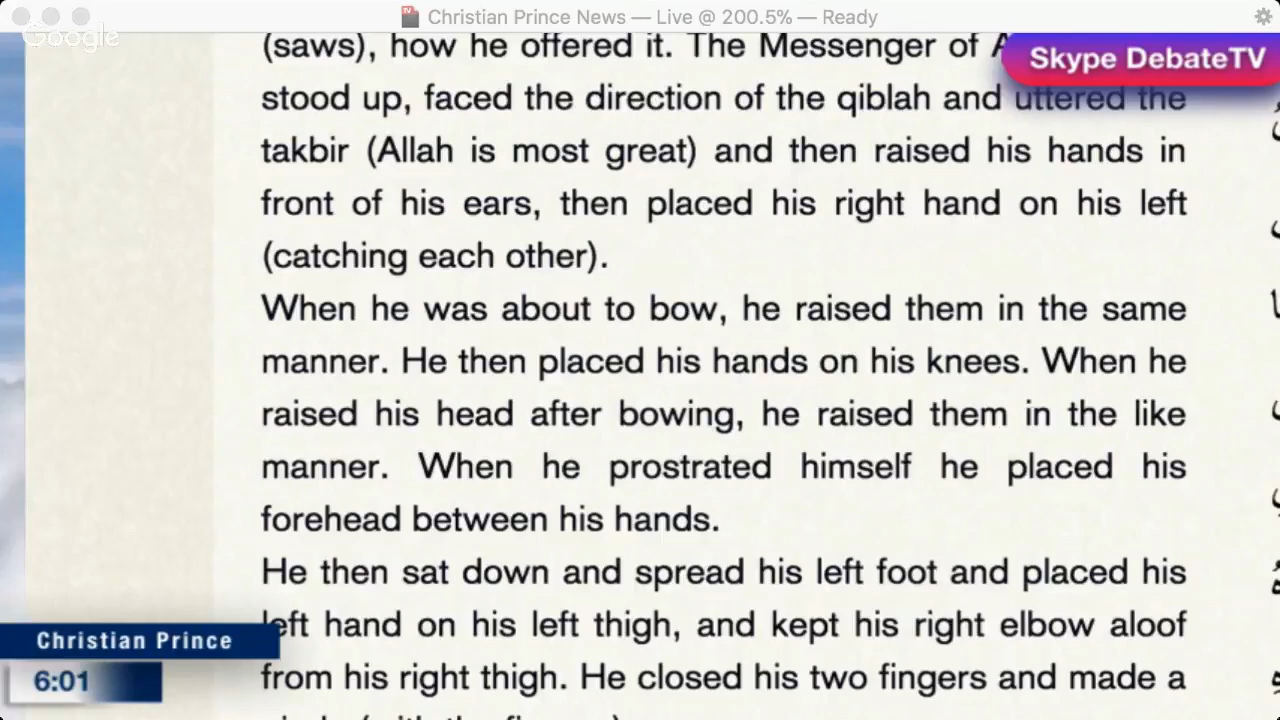 Christian Prince News — Live @ 200.5% — Ready
Google
Skype DebateTV
(saws), how he offered it. The Messenger of
stood up, faced the direction of the qiblah and uttered the
takbir (Allah is most great) and then raised his hands in
front of his ears, then placed his right hand on his left
(catching each other).
When he was about to bow, he raised them in the same
manner. He then placed his hands on his knees. When he
raised his head after bowing, he raised them in the like
manner. When he prostrated himself he placed his
forehead between his hands.
He then sat down and spread his left foot and placed his
left hand on his left thigh, and kept his right elbow aloof
from his right thigh. He closed his two fingers and made a
Christian Prince
6:01